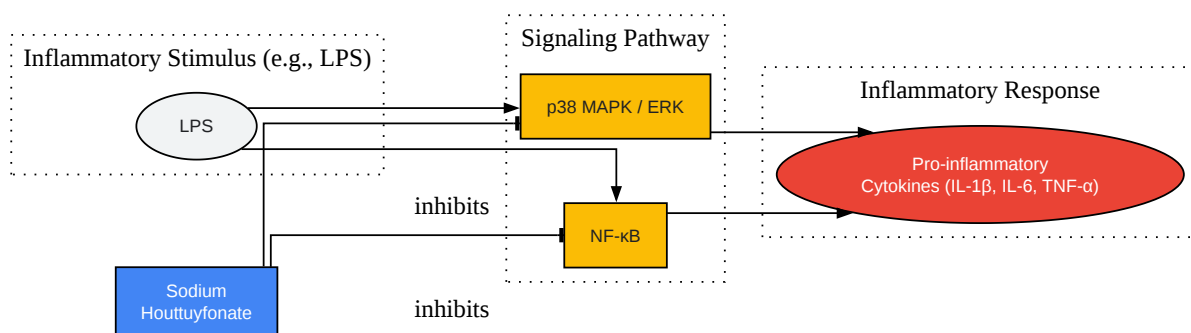 Signaling Pathway
Inflammatory Stimulus (e.g., LPS)
Inflammatory Response
p38 MAPK / ERK
LPS
Pro-inflammatory
Cytokines (IL-1β, IL-6, TNF-α)
inhibits
NF-κB
Sodium
Houttuyfonate
inhibits